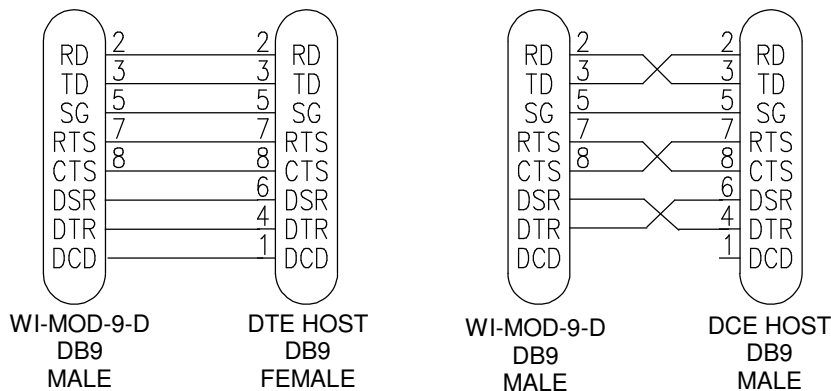 2 2
RD RD
3 3
TD TD
5 5
SG SG
7 7
RTS RTS
8 8
CTS CTS
6
DSR DSR
4
DTR DTR
1
DCD DCD
WI-MOD-9-D
DB9
MALE
DTE HOST
DB9
FEMALE
2 2
RD RD
3 3
TD TD
5 5
SG SG
7 7
RTS RTS
8 8
CTS CTS
6
DSR DSR
4
DTR DTR
1
DCD DCD
WI-MOD-9-D
DB9
MALE
DCE HOST
DB9
MALE